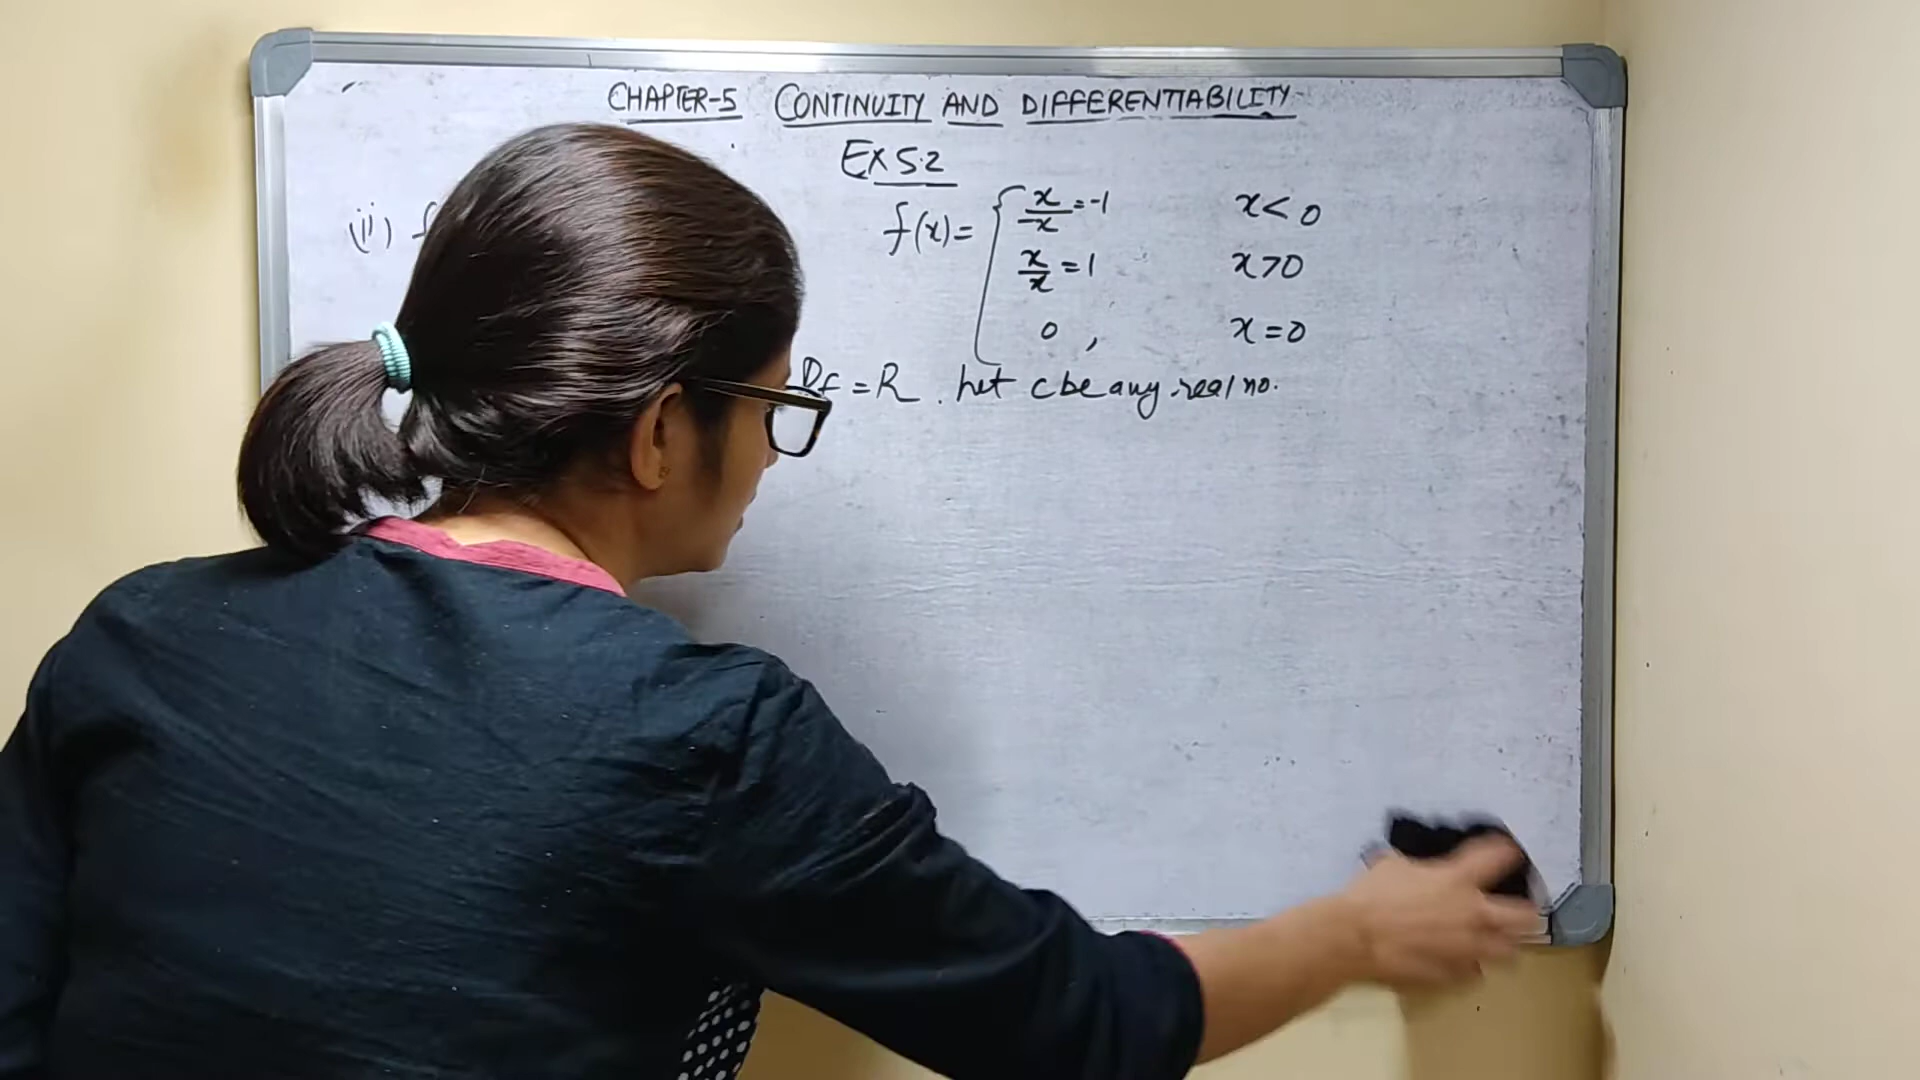 CHAPTER-5 CONTINUITY AND DIFFERENTIABILITY
EX 5.2
(ii) f
f(x) = { x/-x = -1 x < 0
x/x = 1 x > 0
0 , x = 0
Df = R . Let c be any real no.